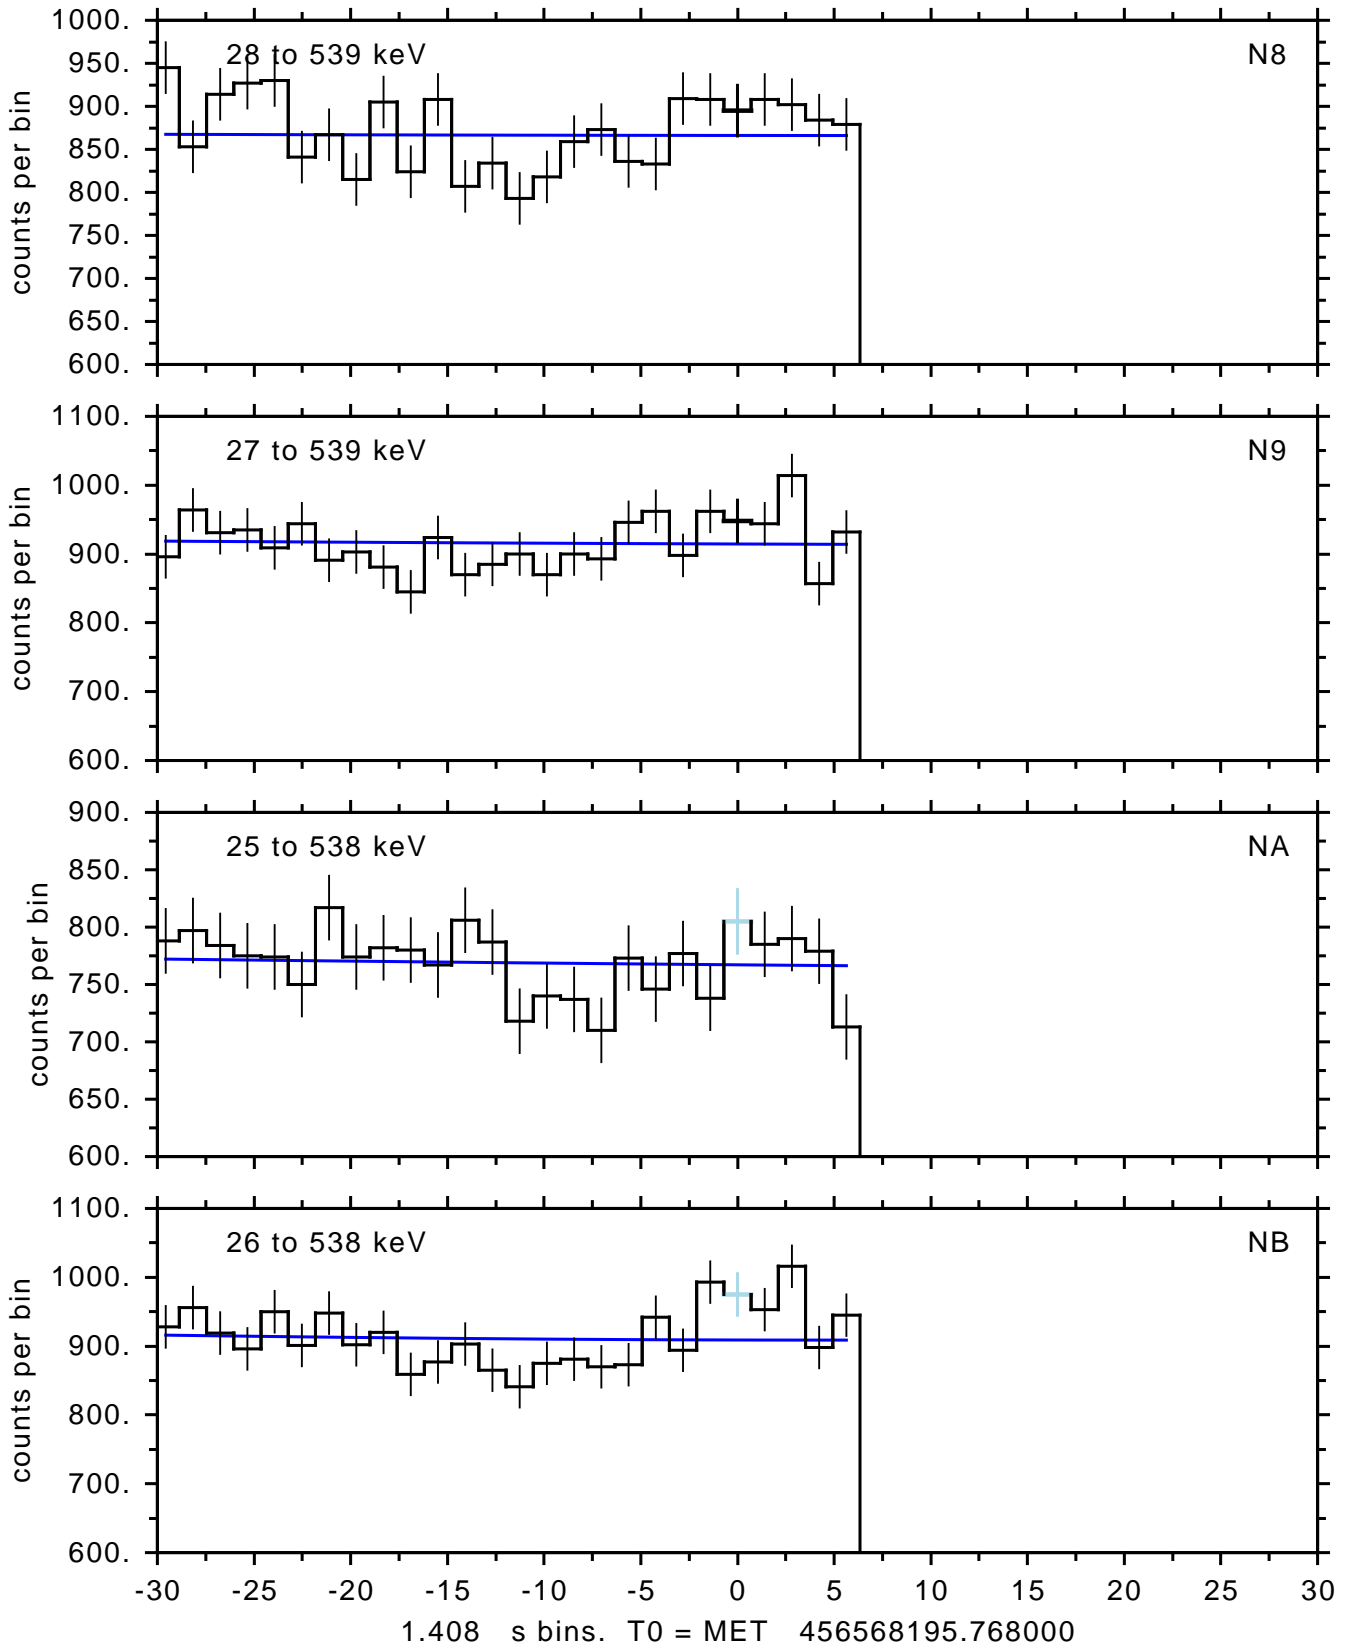 1000.
28 to 539 keV
N8
950.
900.
850.
800.
750.
700.
650.
600.
counts per bin
1100.
27 to 539 keV
N9
1000.
900.
800.
700.
600.
counts per bin
900.
25 to 538 keV
NA
850.
800.
750.
700.
650.
600.
counts per bin
1100.
26 to 538 keV
NB
1000.
900.
800.
700.
600.
counts per bin
-30 -25 -20 -15 -10 -5 0 5 10 15 20 25 30
1.408 s bins. T0 = MET 456568195.768000